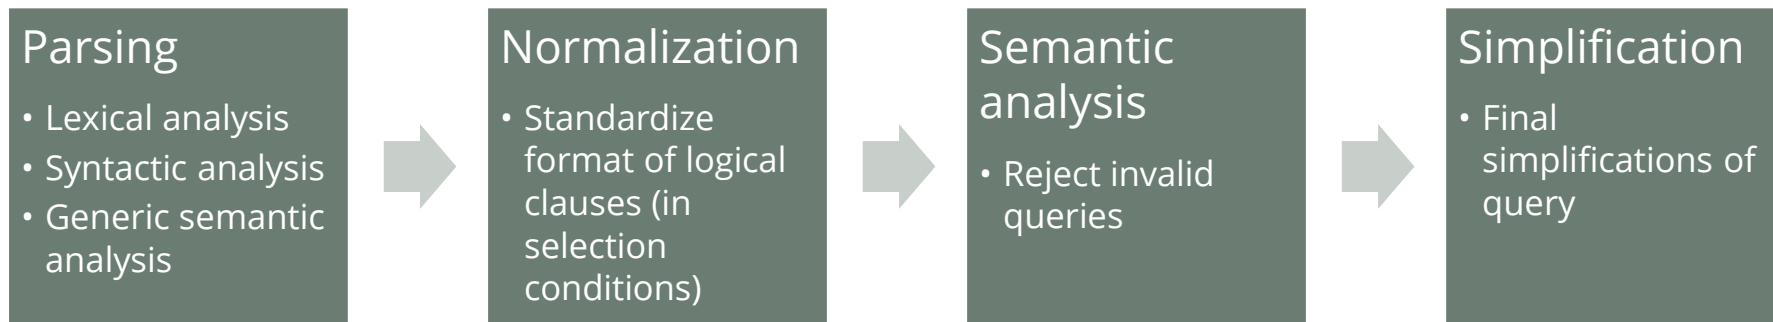 Parsing
• Lexical analysis
• Syntactic analysis
• Generic semantic
analysis
Normalization
• Standardize
format of logical
clauses (in
selection
conditions)
Semantic
analysis
• Reject invalid
queries
Simplification
• Final
simplifications of
query